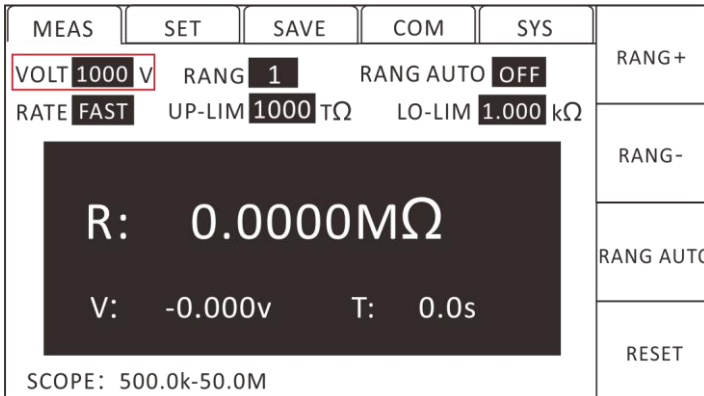 MEAS SET SAVE COM SYS
VOLT 1000 V RANG 1 RANG AUTO OFF
RATE FAST UP-LIM 1000 TΩ LO-LIM 1.000 kΩ
R: 0.0000MΩ
V: -0.000v T: 0.0s
SCOPE: 500.0k-50.0M
RANG+
RANG-
RANG AUTO
RESET